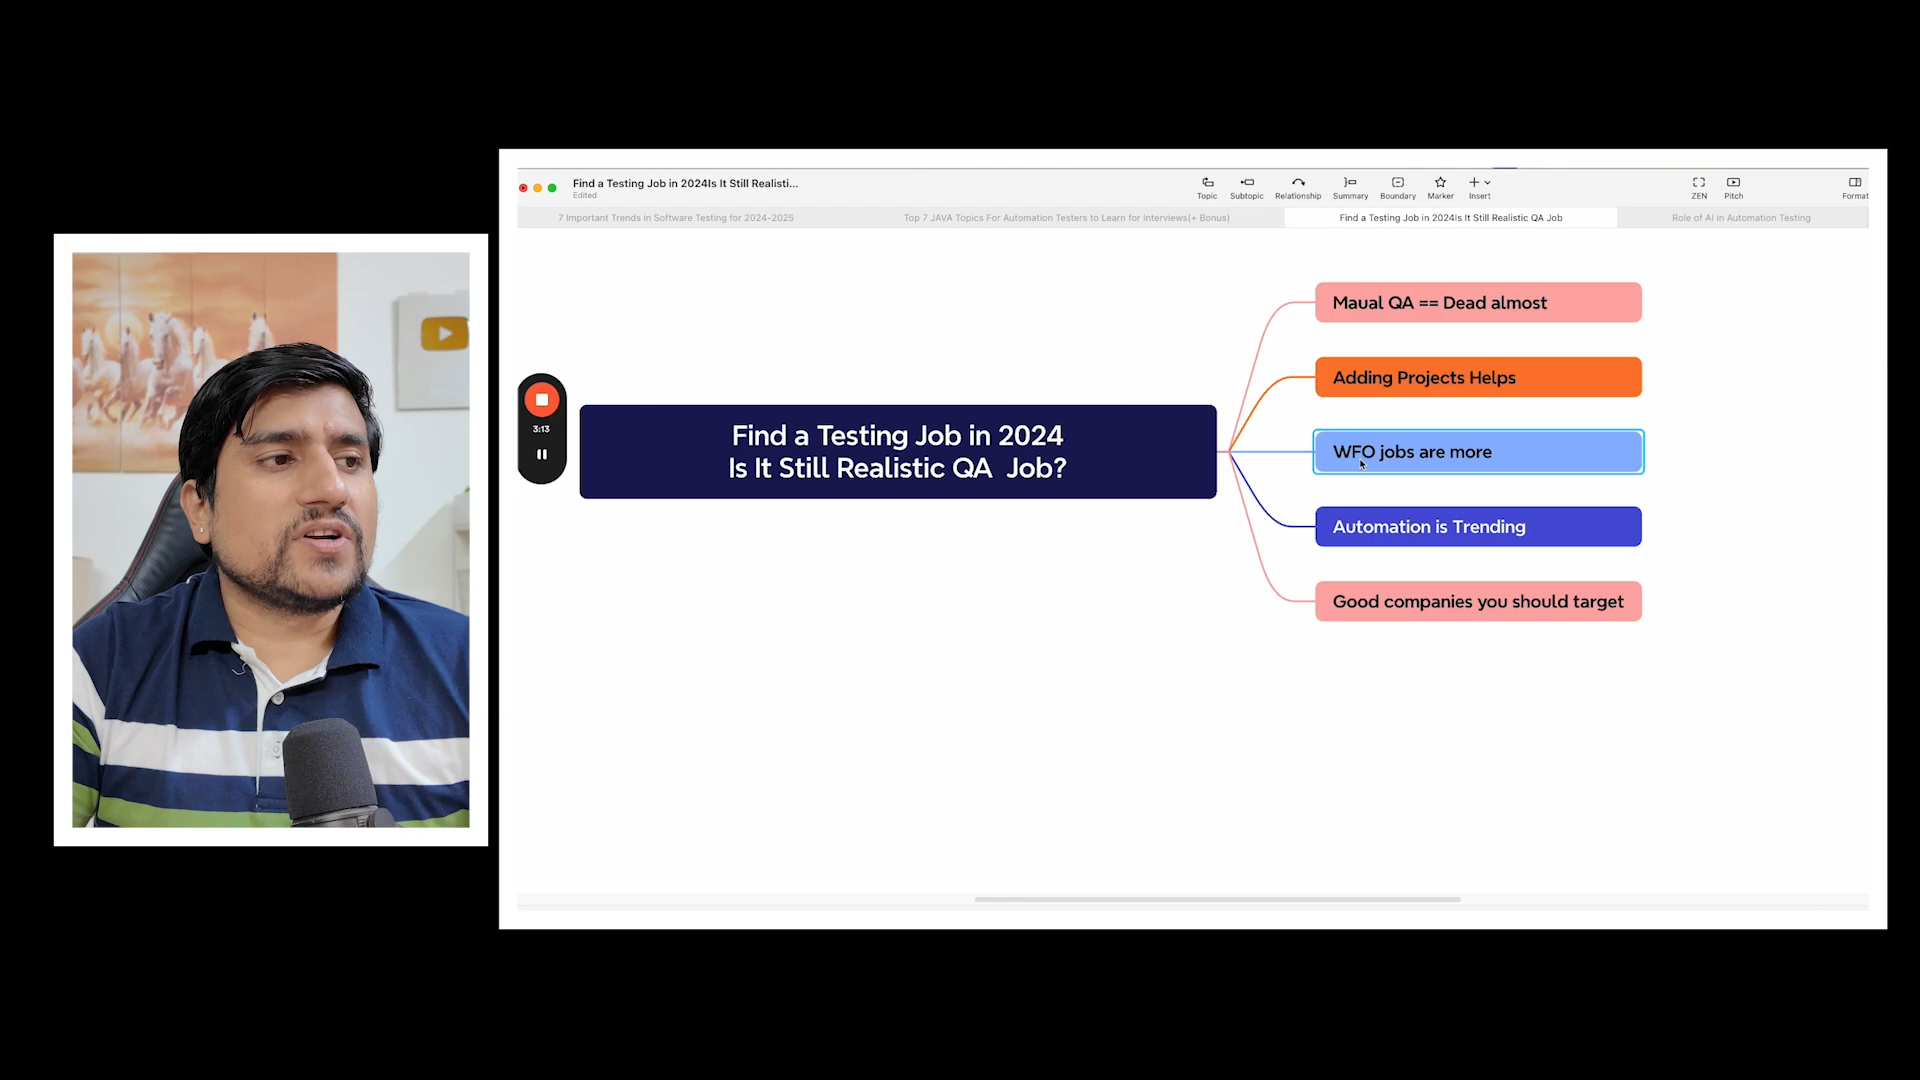 Find a Testing Job in 2024Is It Still Realisti...
Edited
Topic
Subtopic
Relationship
Summary
Boundary
Marker
Insert
ZEN
Pitch
Format
7 Important Trends in Software Testing for 2024-2025
Top 7 JAVA Topics For Automation Testers to Learn for Interviews(+ Bonus)
Find a Testing Job in 2024Is It Still Realistic QA Job
Role of AI in Automation Testing
3:13
Find a Testing Job in 2024
Is It Still Realistic QA Job?
Maual QA == Dead almost
Adding Projects Helps
WFO jobs are more
Automation is Trending
Good companies you should target